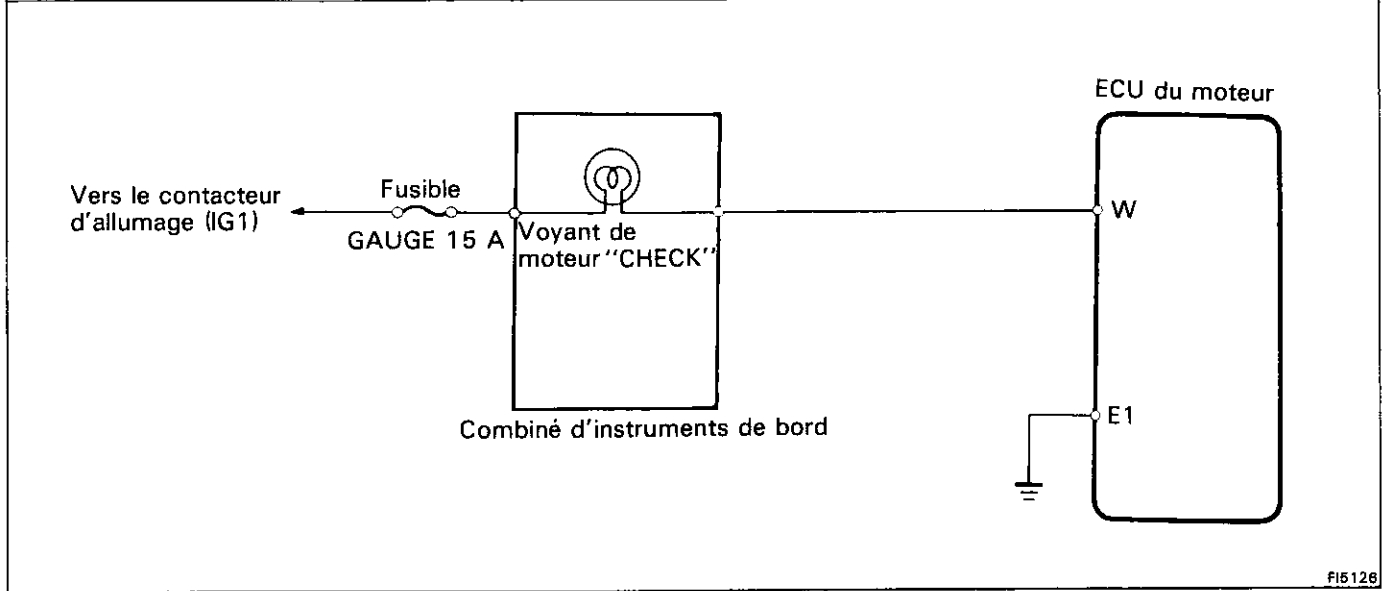 ECU du moteur
Vers le contacteur
d'allumage (IG1)
Fusible
GAUGE 15 A
Voyant de
moteur "CHECK"
W
E1
Combiné d'instruments de bord
FI5126